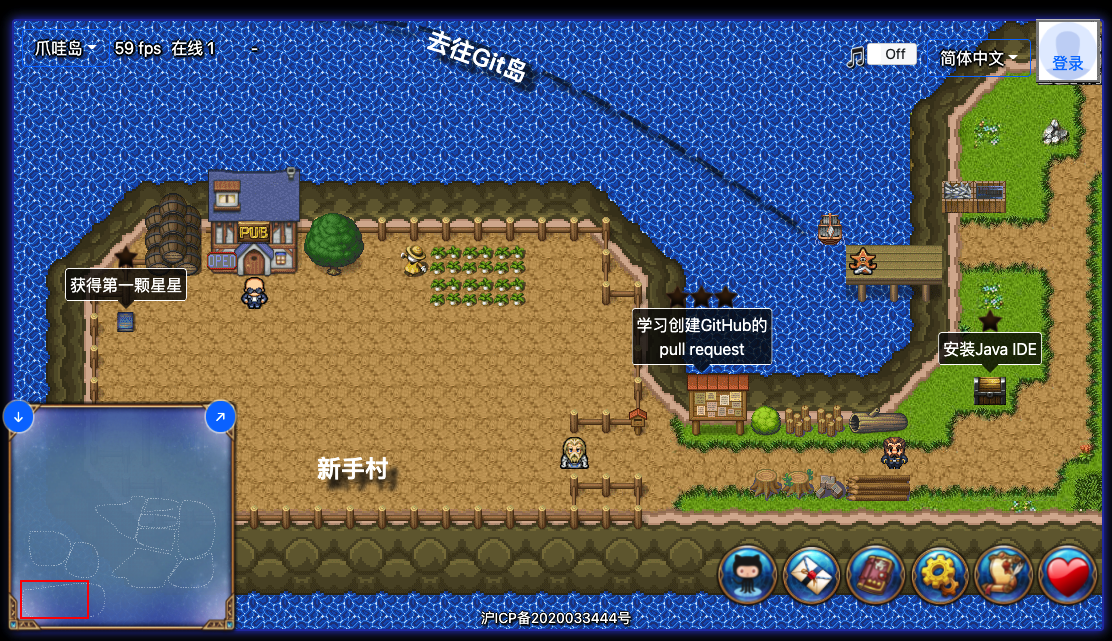 爪哇岛 59 fps 在线 1 -
去往Git岛
Off
简体中文
登录
PUB
OPED
获得第一颗星星
学习创建GitHub的
pull request
安装Java IDE
新手村
沪ICP备2020033444号